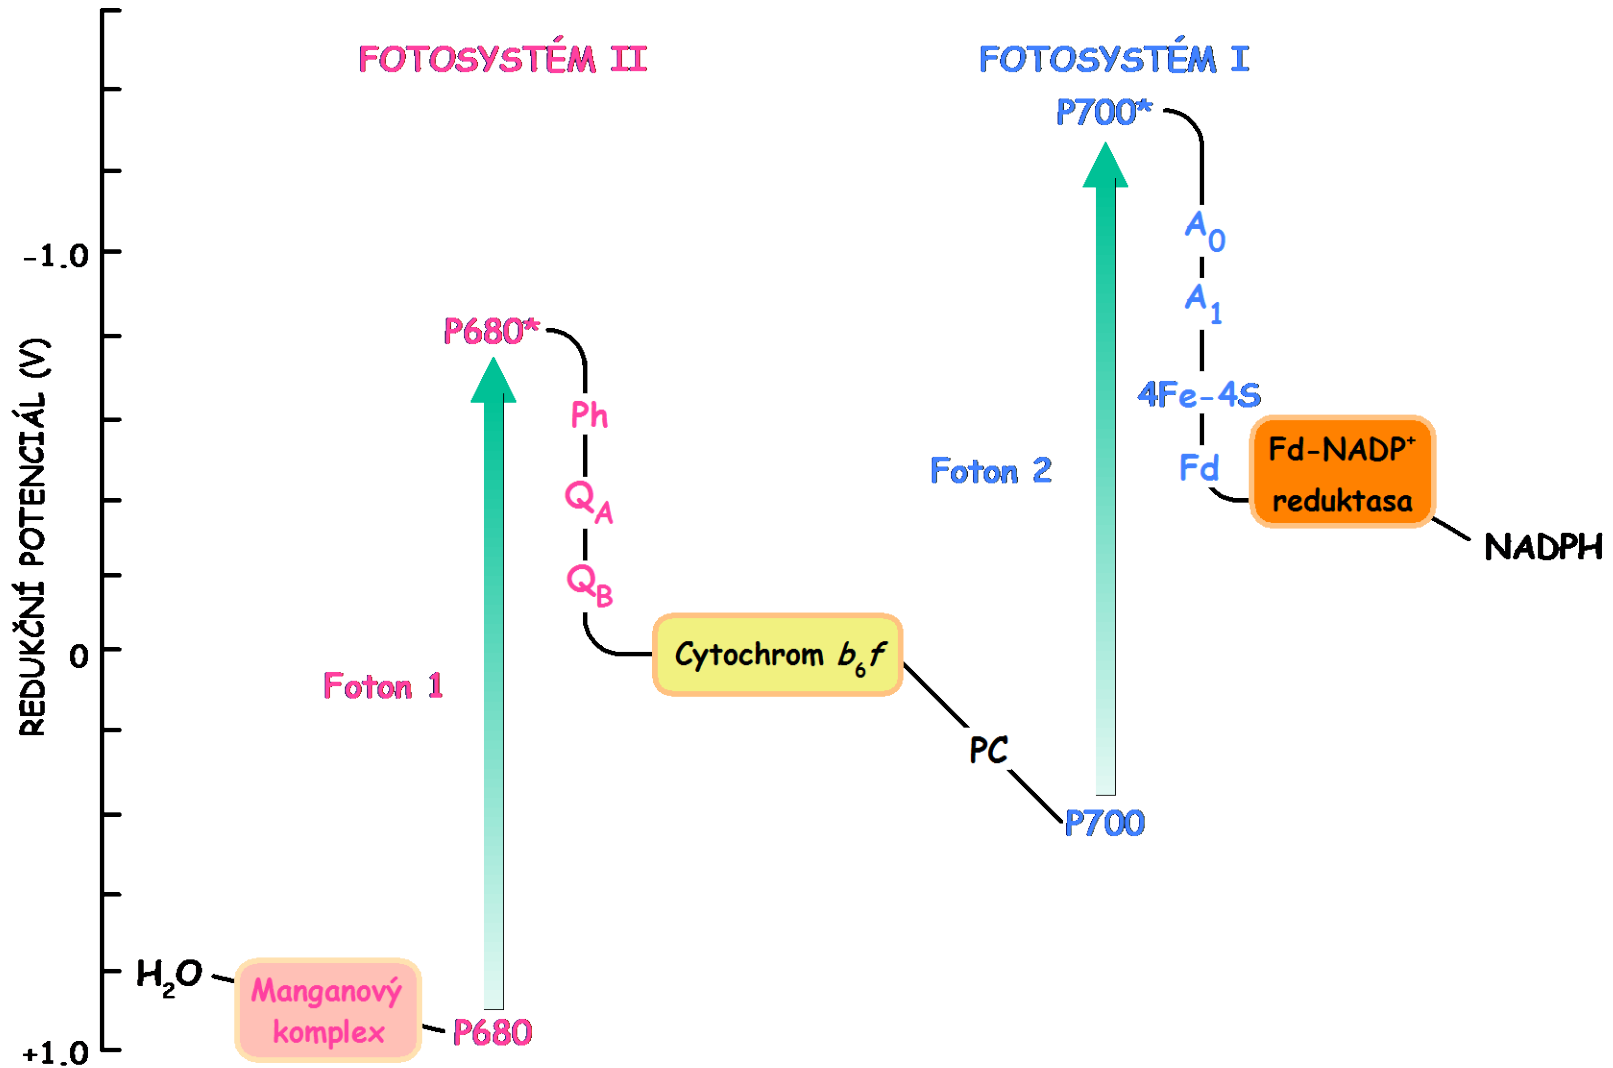 FOTOSYSTÉM II
FOTOSYSTÉM I
P700*
A0
-1.0
A1
P680*
4Fe-4S
Ph
Fd-NADP⁺
reduktasa
Foton 2
Fd
QA
NADPH
QB
REDUKČNÍ POTENCIÁL (V)
0
Cytochrom b₆f
Foton 1
PC
P700
H₂O
Manganový
komplex
P680
+1.0